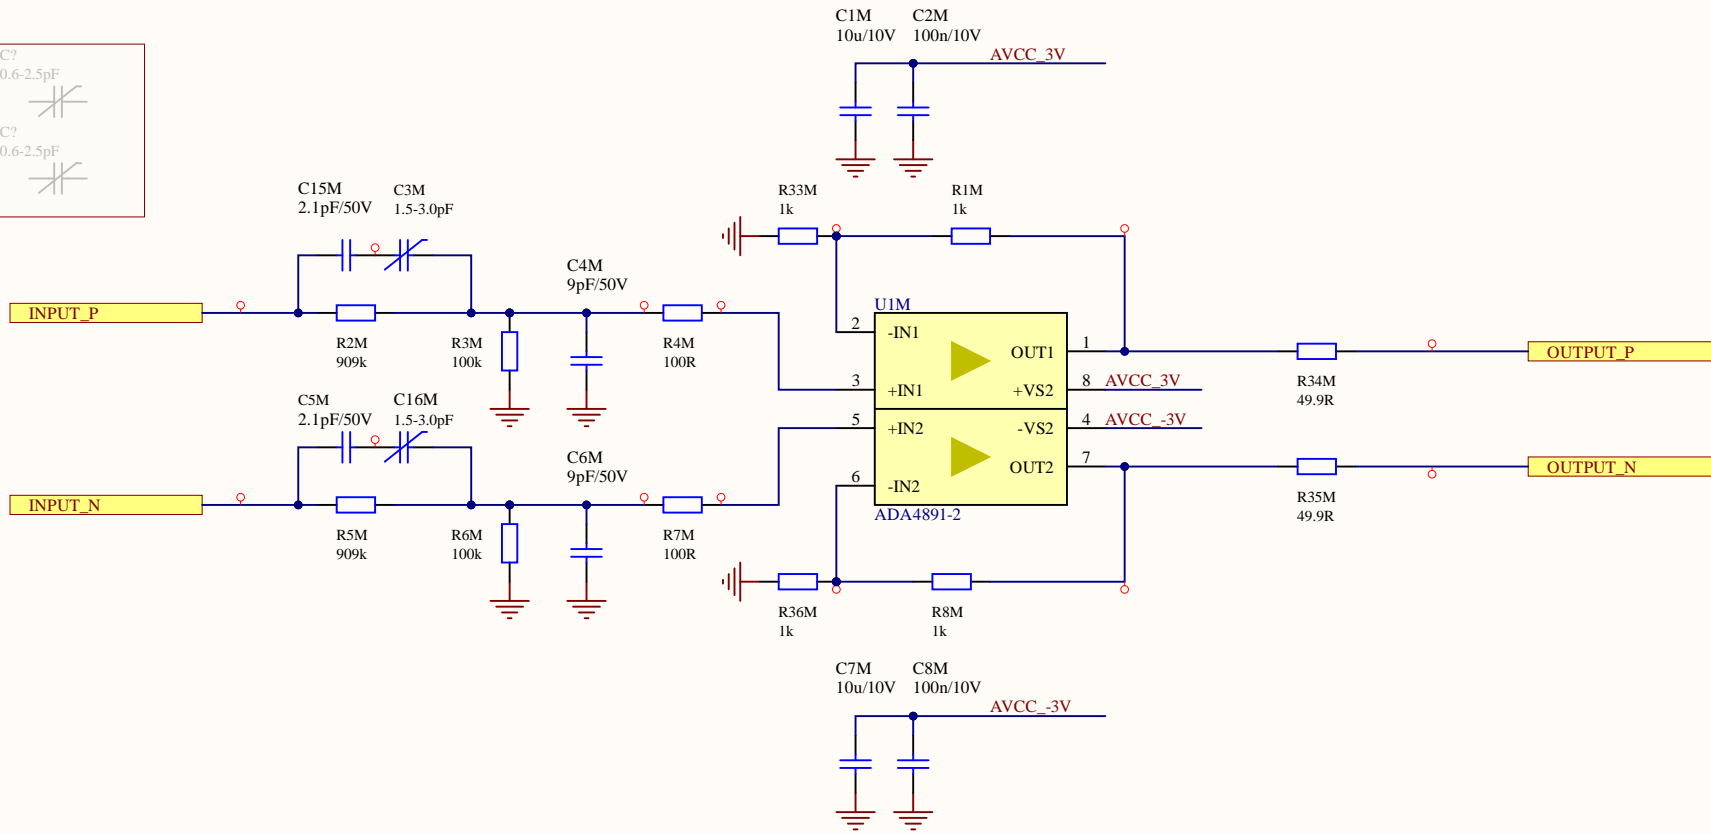 C1M
10u/10V
C2M
100n/10V
AVCC_3V
C?
0.6-2.5pF
C?
0.6-2.5pF
C15M
2.1pF/50V
C3M
1.5-3.0pF
R33M
1k
R1M
1k
C4M
9pF/50V
INPUT_P
R2M
909k
R3M
100k
R4M
100R
U1M
2
-IN1
3
+IN1
OUT1
1
+VS2
8
AVCC_3V
OUTPUT_P
R34M
49.9R
C5M
2.1pF/50V
C16M
1.5-3.0pF
C6M
9pF/50V
5
+IN2
6
-IN2
-VS2
4
AVCC_-3V
OUT2
7
ADA4891-2
OUTPUT_N
R35M
49.9R
INPUT_N
R5M
909k
R6M
100k
R7M
100R
R36M
1k
R8M
1k
C7M
10u/10V
C8M
100n/10V
AVCC_-3V